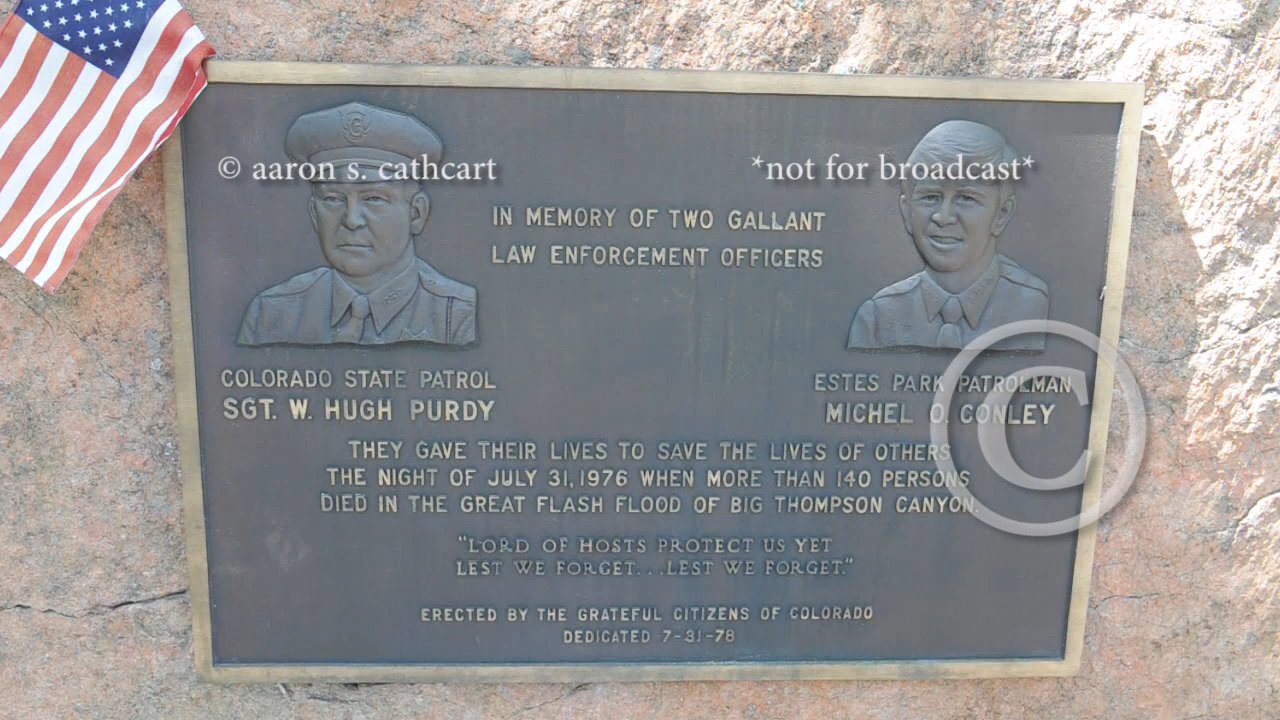 © aaron s. cathcart
*not for broadcast*
IN MEMORY OF TWO GALLANT
LAW ENFORCEMENT OFFICERS
COLORADO STATE PATROL
SGT. W. HUGH PURDY
ESTES PARK PATROLMAN
MICHEL O. CONLEY
THEY GAVE THEIR LIVES TO SAVE THE LIVES OF OTHERS
THE NIGHT OF JULY 31, 1976 WHEN MORE THAN 140 PERSONS
DIED IN THE GREAT FLASH FLOOD OF BIG THOMPSON CANYON.
"LORD OF HOSTS PROTECT US YET
LEST WE FORGET...LEST WE FORGET."
ERECTED BY THE GRATEFUL CITIZENS OF COLORADO
DEDICATED 7-31-78
©